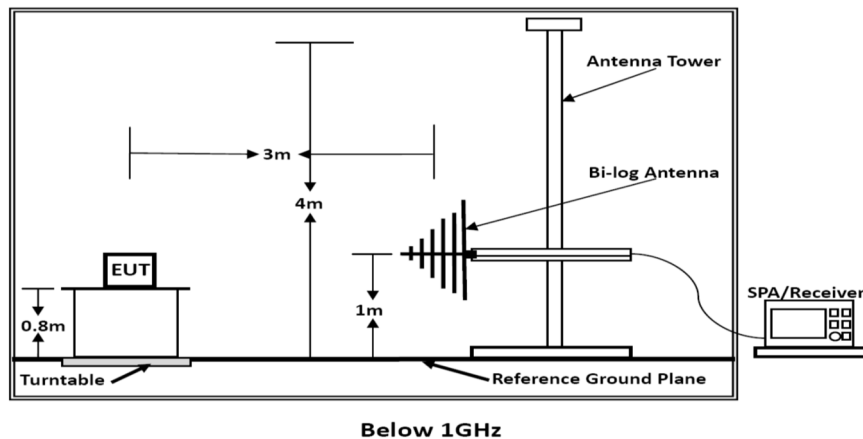 Antenna Tower
3m
Bi-log Antenna
4m
EUT
1m
SPA/Receiver
0.8m
Turntable
Reference Ground Plane
Below 1GHz